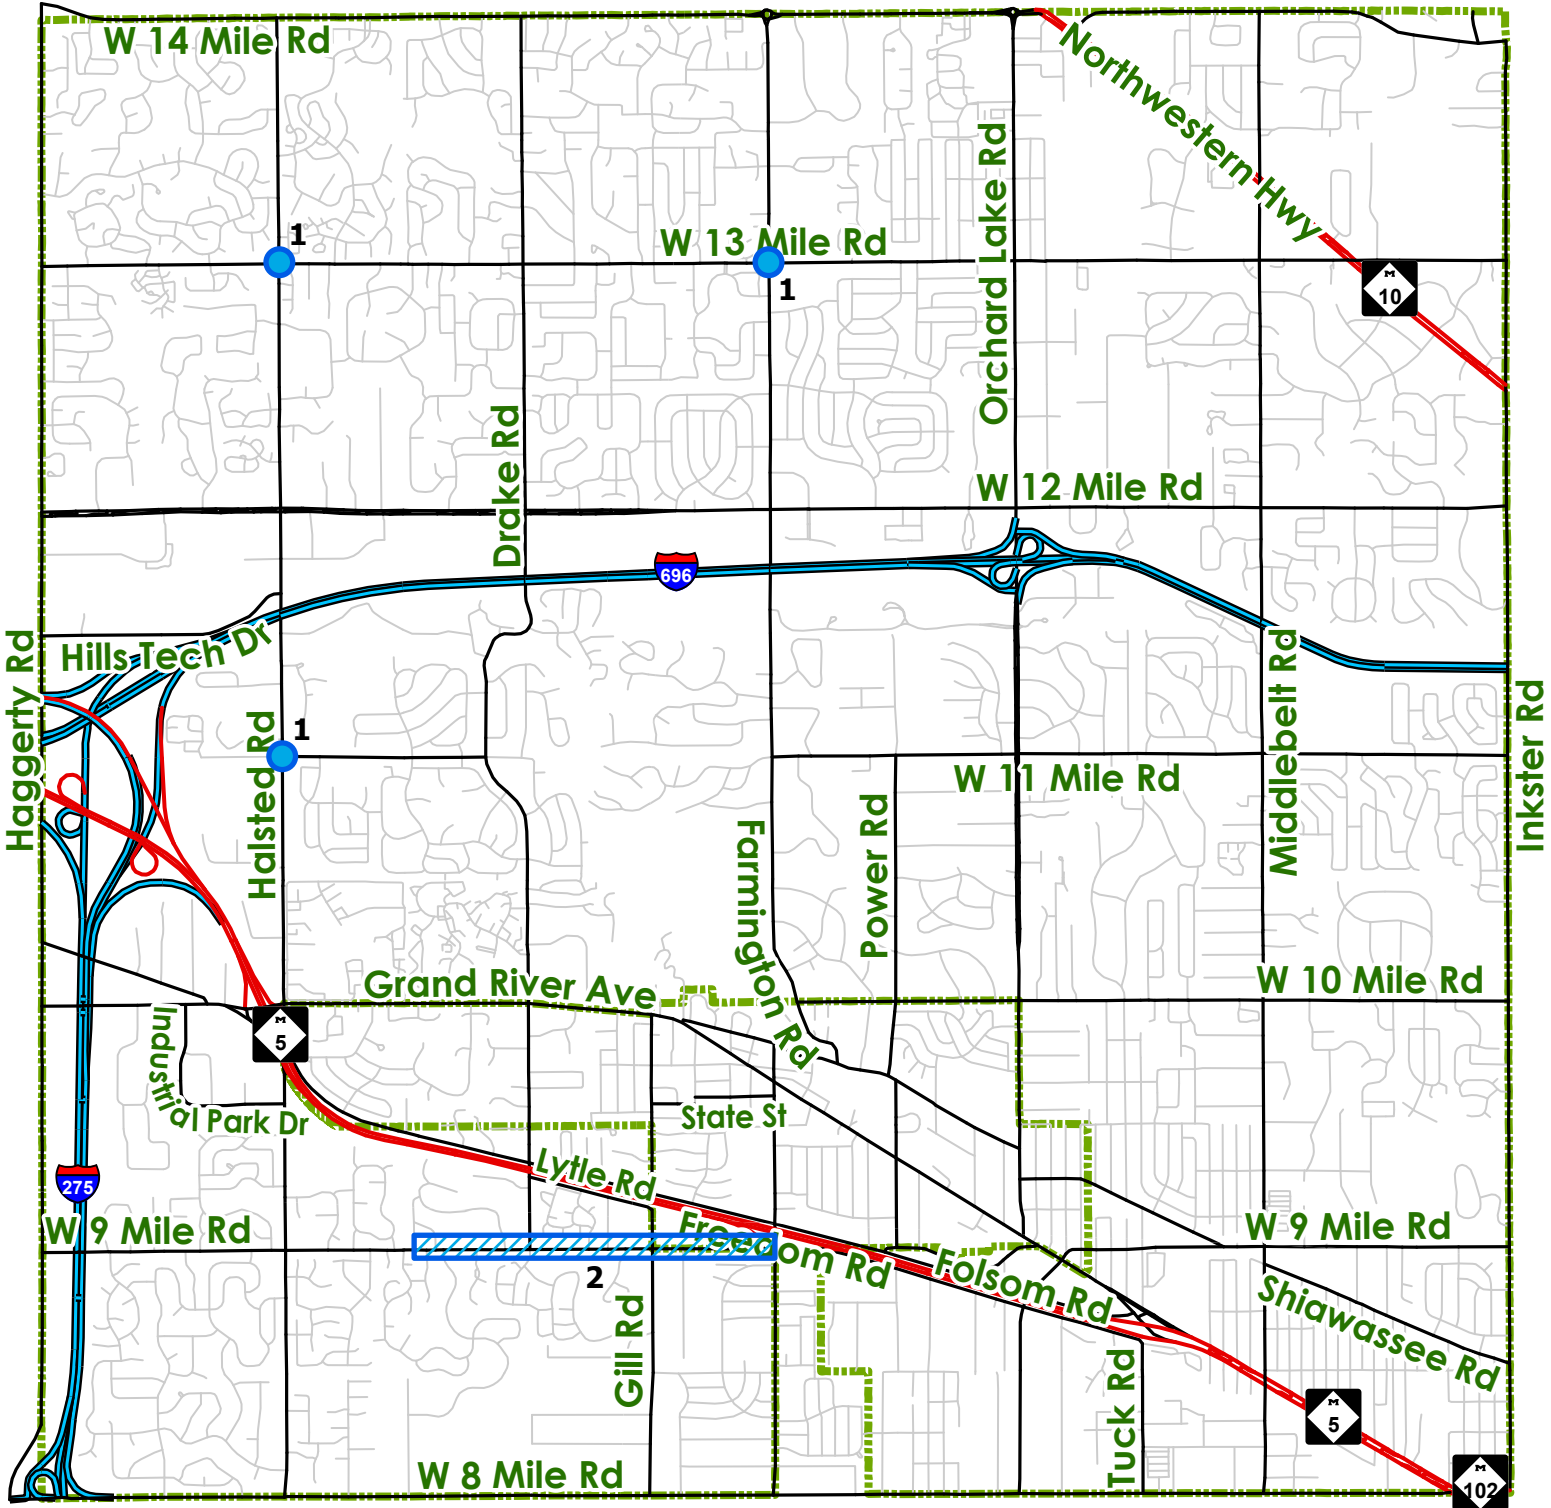 W 14 Mile Rd
Northwestern Hwy
Orchard Lake Rd
1
W 13 Mile Rd
1
M
10
Drake Rd
W 12 Mile Rd
696
Hills Tech Dr
Haggerty Rd
Halsted Rd
1
W 11 Mile Rd
Middlebelt Rd
Inkster Rd
Farmington Rd
Power Rd
Grand River Ave
W 10 Mile Rd
M
5
Industrial Park Dr
State St
Lytle Rd
275
W 9 Mile Rd
Freedom Rd
W 9 Mile Rd
Folsom Rd
2
Shiawassee Rd
Gill Rd
Tuck Rd
M
5
W 8 Mile Rd
M
102